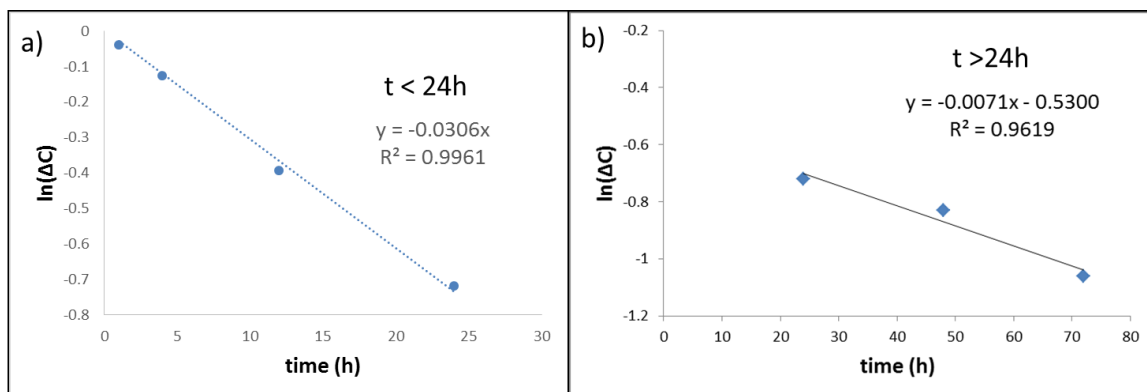 a)
t < 24h
y = -0.0306x
R² = 0.9961
ln(ΔC)
0
-0.1
-0.2
-0.3
-0.4
-0.5
-0.6
-0.7
-0.8
0 5 10 15 20 25 30
time (h)
b)
t >24h
y = -0.0071x - 0.5300
R² = 0.9619
ln(ΔC)
-0.2
-0.4
-0.6
-0.8
-1
-1.2
0 10 20 30 40 50 60 70 80
time (h)